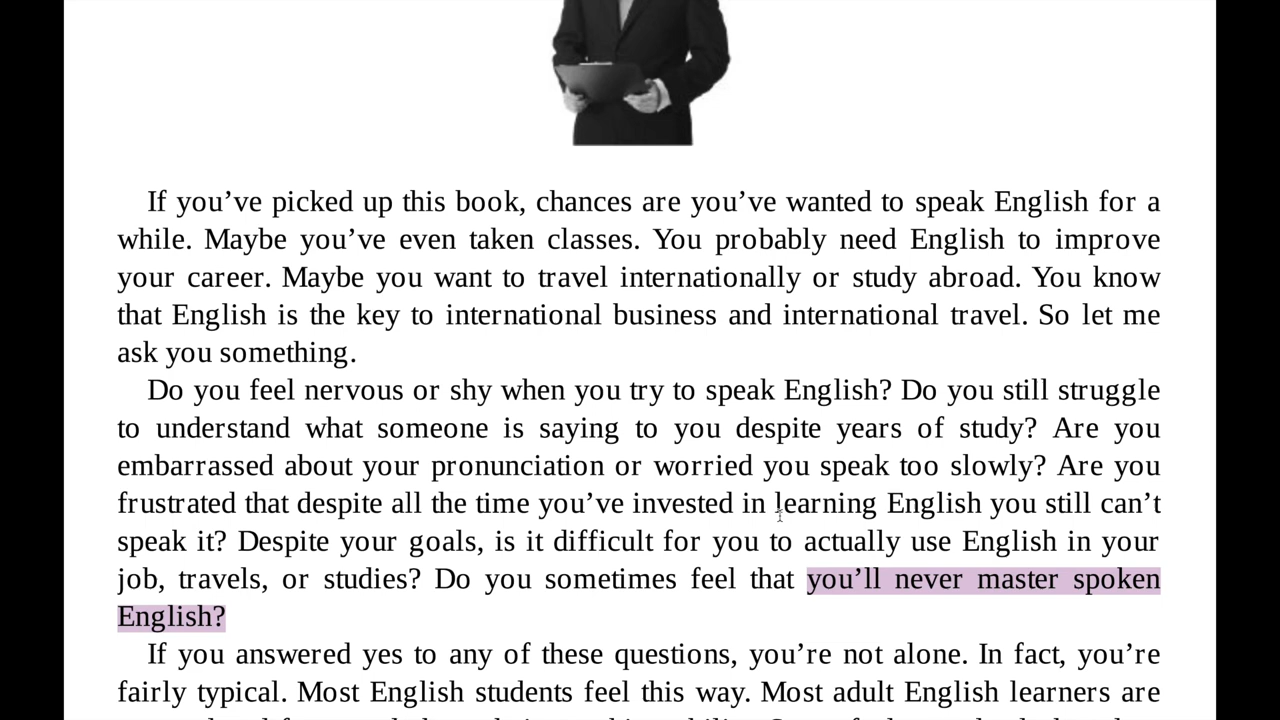 If you’ve picked up this book, chances are you’ve wanted to speak English for a
while. Maybe you’ve even taken classes. You probably need English to improve
your career. Maybe you want to travel internationally or study abroad. You know
that English is the key to international business and international travel. So let me
ask you something.
Do you feel nervous or shy when you try to speak English? Do you still struggle
to understand what someone is saying to you despite years of study? Are you
embarrassed about your pronunciation or worried you speak too slowly? Are you
frustrated that despite all the time you’ve invested in learning English you still can’t
speak it? Despite your goals, is it difficult for you to actually use English in your
job, travels, or studies? Do you sometimes feel that you’ll never master spoken
English?
If you answered yes to any of these questions, you’re not alone. In fact, you’re
fairly typical. Most English students feel this way. Most adult English learners are